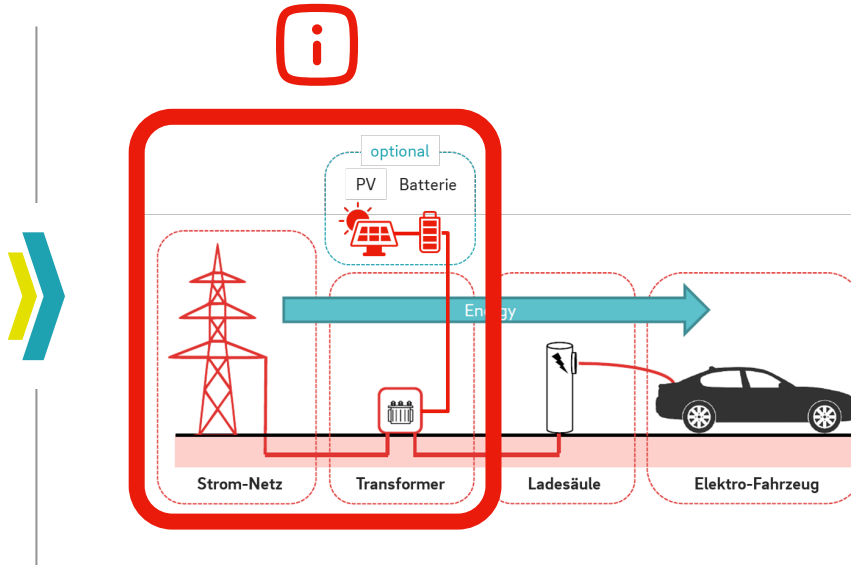 optional
PV Batterie
Energy
Strom-Netz Transformer Ladesäule Elektro-Fahrzeug